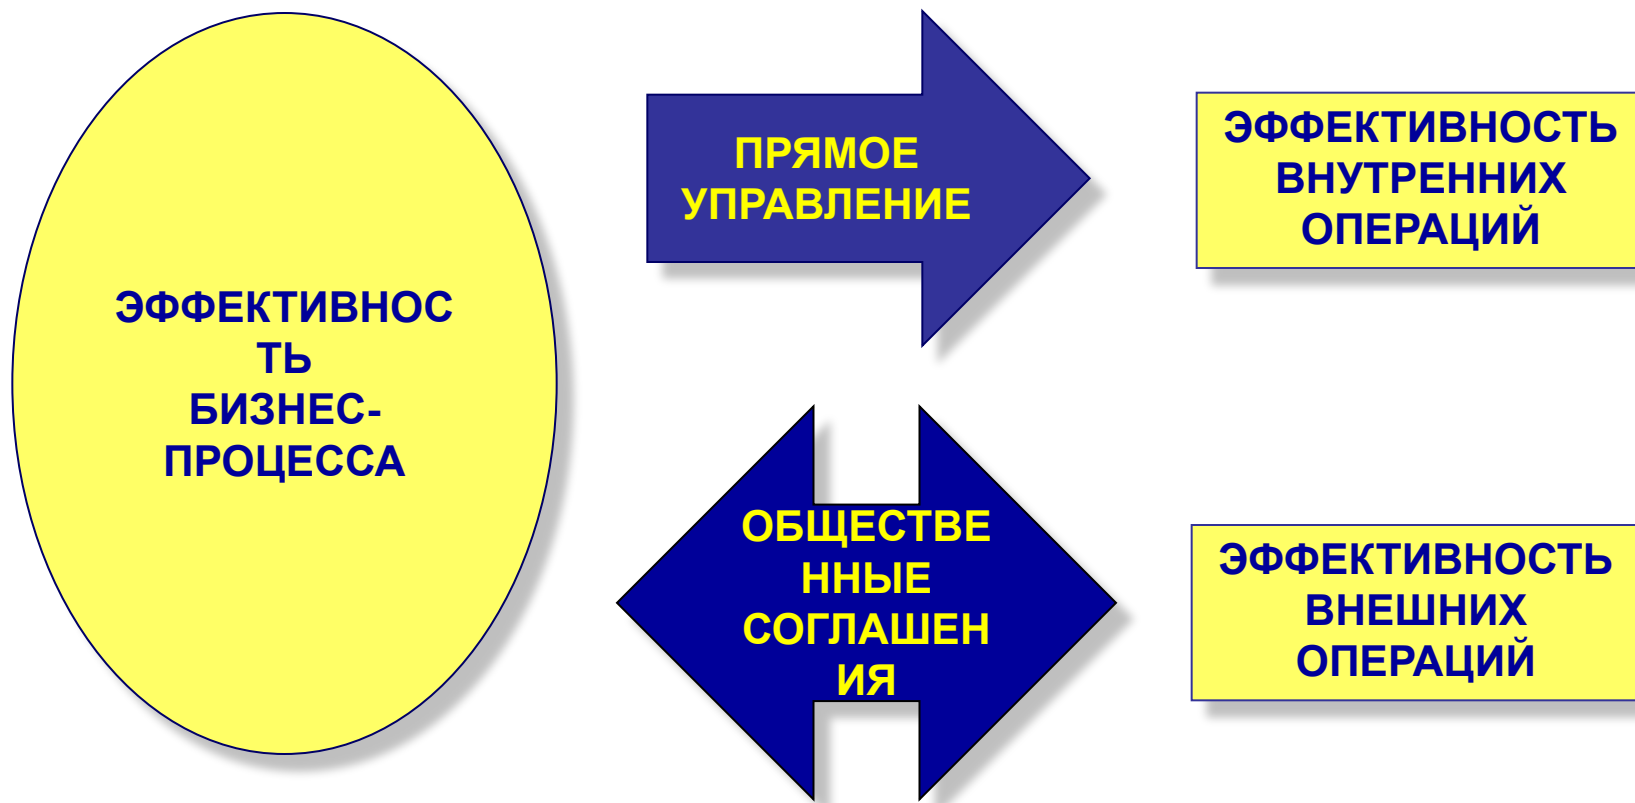 ЭФФЕКТИВНОС
ТЬ
БИЗНЕС-
ПРОЦЕССА
ПРЯМОЕ
УПРАВЛЕНИЕ
ЭФФЕКТИВНОСТЬ
ВНУТРЕННИХ
ОПЕРАЦИЙ
ОБЩЕСТВЕ
ННЫЕ
СОГЛАШЕН
ИЯ
ЭФФЕКТИВНОСТЬ
ВНЕШНИХ
ОПЕРАЦИЙ